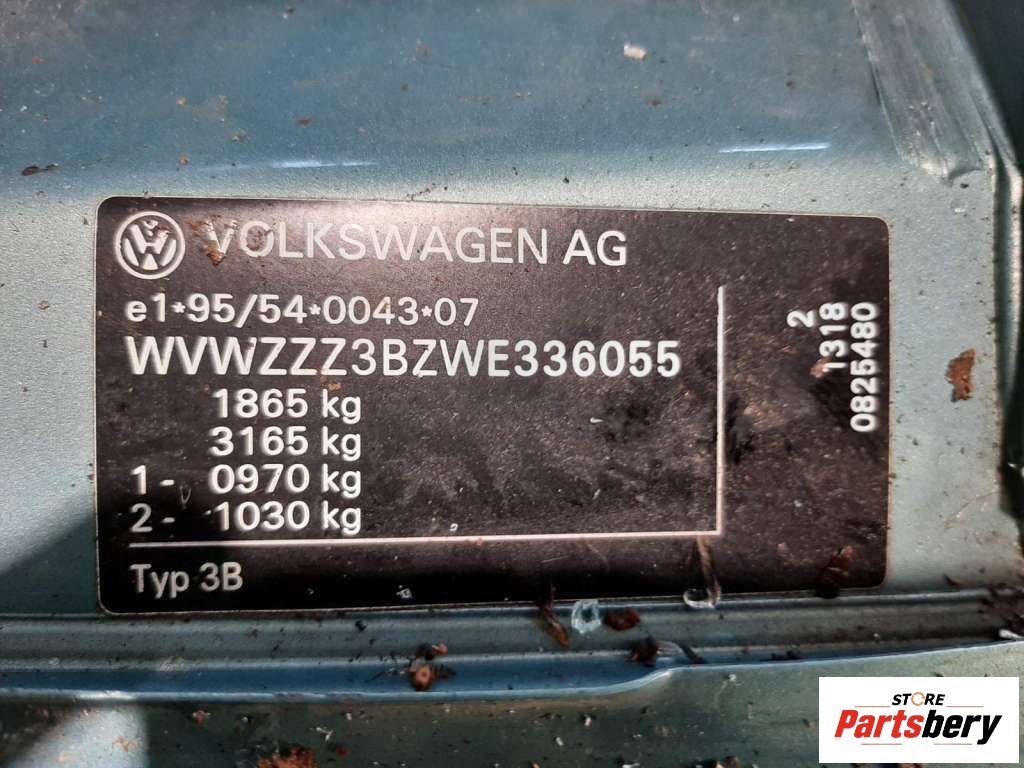 VOLKSWAGEN AG
e1*95/54*0043*07
WVWZZZ3BZWE336055
1865 kg
3165 kg
1- 0970 kg
2- 1030 kg
Typ 3B
2
1318
0825480
STORE
Partsbery